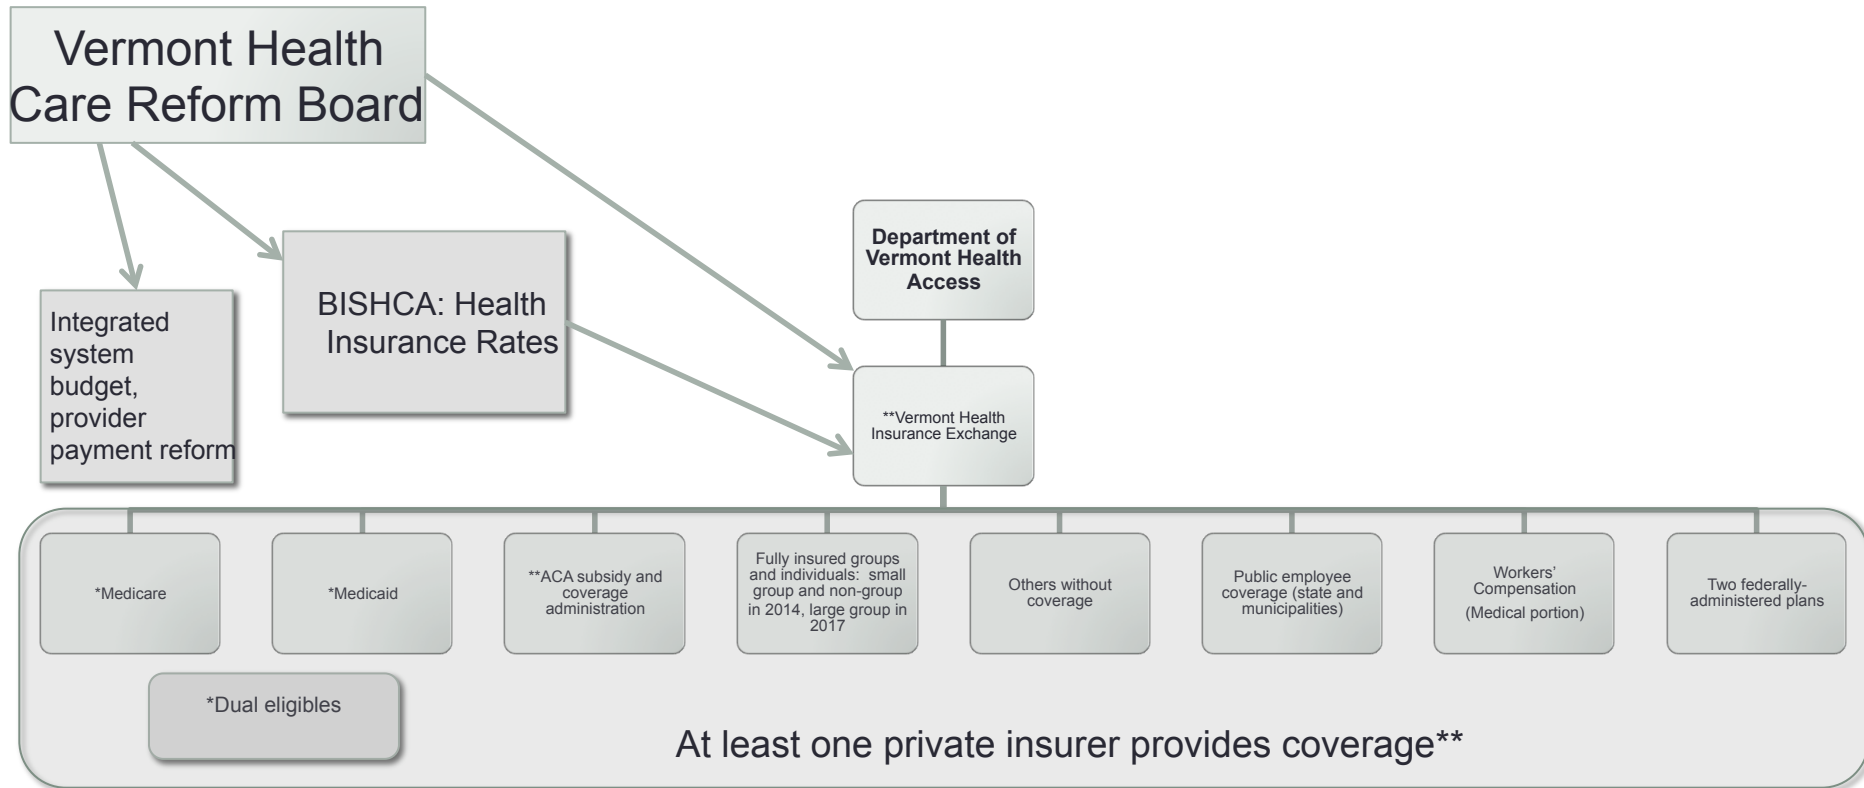 Vermont Health
Care Reform Board
Department of
Vermont Health
Access
Integrated
system
budget,
provider
payment reform
BISHCA: Health
Insurance Rates
**Vermont Health
Insurance Exchange
*Medicare
*Medicaid
**ACA subsidy and
coverage
administration
Fully insured groups
and individuals: small
group and non-group
in 2014, large group in
2017
Others without
coverage
Public employee
coverage (state and
municipalities)
Workers’
Compensation
(Medical portion)
Two federally-
administered plans
*Dual eligibles
At least one private insurer provides coverage**